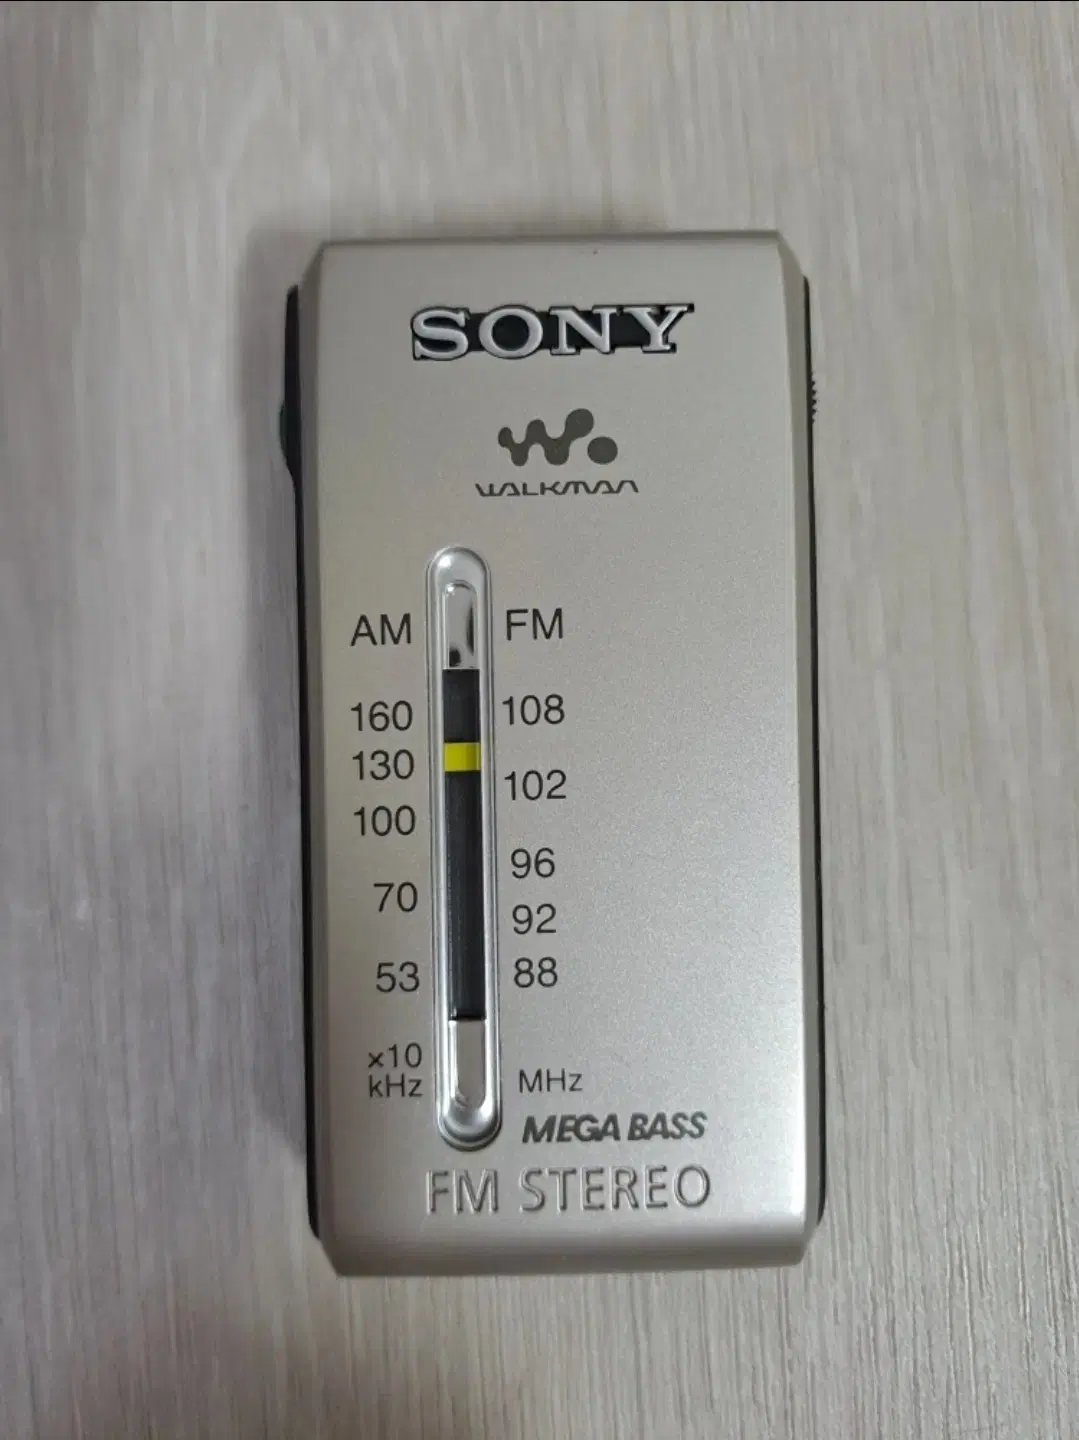 SONY
WALKMAN
AM FM
160 108
130 102
100 96
70 92
53 88
x10 kHz MHz
MEGA BASS
FM STEREO